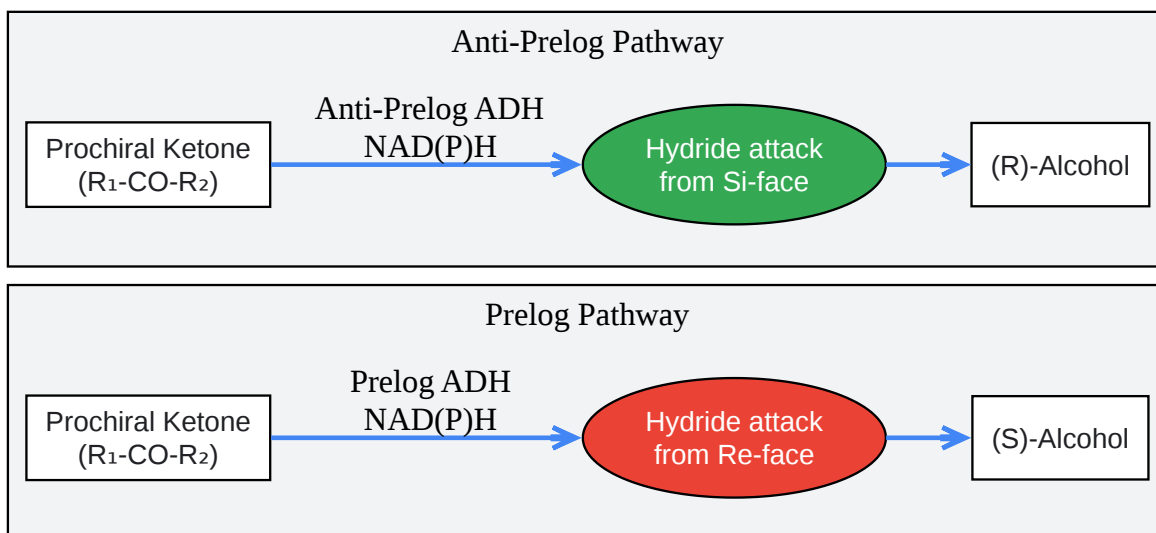 Anti-Prelog Pathway
Anti-Prelog ADH
NAD(P)H
Prochiral Ketone
(R₁-CO-R₂)
Hydride attack
from Si-face
(R)-Alcohol
Prelog Pathway
Prelog ADH
NAD(P)H
Prochiral Ketone
(R₁-CO-R₂)
Hydride attack
from Re-face
(S)-Alcohol